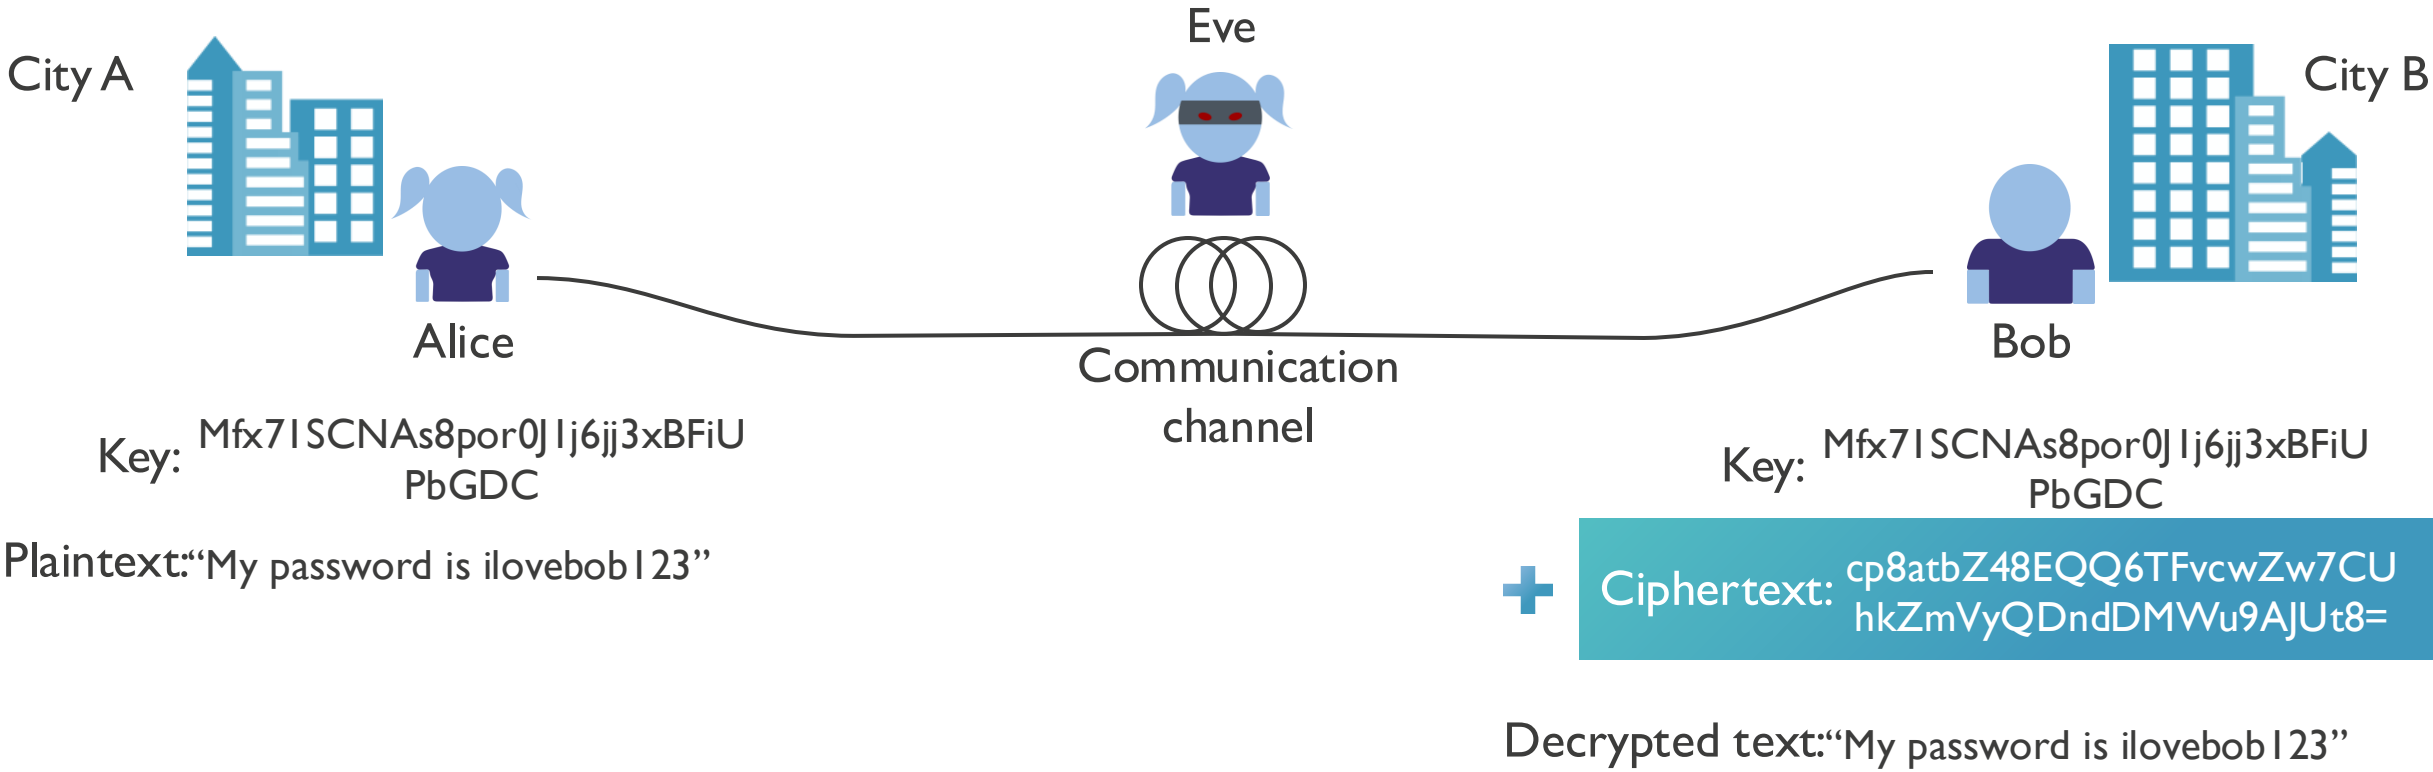 Eve
City A
City B
Alice
Bob
Communication
channel
Key: Mfx71SCNAs8por0J1j6jj3xBFiU
PbGDC
Key: Mfx71SCNAs8por0J1j6jj3xBFiU
PbGDC
Plaintext:“My password is ilovebob123”
Ciphertext: cp8atbZ48EQQ6TFvcwZw7CU
hkZmVyQDndDMWu9AJUt8=
Decrypted text:“My password is ilovebob123”